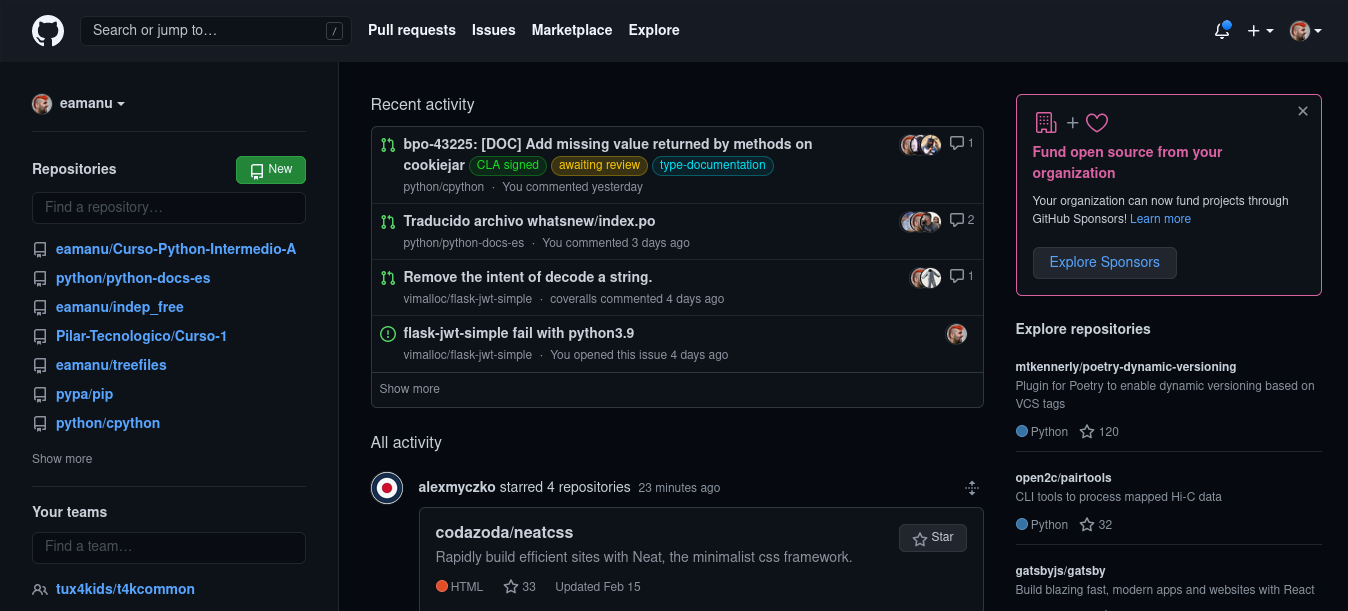 Search or jump to… /
Pull requests Issues Marketplace Explore
eamanu
Repositories New
Find a repository…
eamanu/Curso-Python-Intermedio-A
python/python-docs-es
eamanu/indep_free
Pilar-Tecnologico/Curso-1
eamanu/treefiles
pypa/pip
python/cpython
Show more
Your teams
Find a team…
tux4kids/t4kcommon
Recent activity
bpo-43225: [DOC] Add missing value returned by methods on
cookiejar CLA signed awaiting review type-documentation
1
python/cpython · You commented yesterday
Traducido archivo whatsnew/index.po
2
python/python-docs-es · You commented 3 days ago
Remove the intent of decode a string.
1
vimalloc/flask-jwt-simple · coveralls commented 4 days ago
flask-jwt-simple fail with python3.9
vimalloc/flask-jwt-simple · You opened this issue 4 days ago
Show more
All activity
alexmyczko starred 4 repositories 23 minutes ago
codazoda/neatcss
Star
Rapidly build efficient sites with Neat, the minimalist css framework.
HTML 33 Updated Feb 15
Fund open source from your
organization
Your organization can now fund projects through
GitHub Sponsors! Learn more
Explore Sponsors
Explore repositories
mtkennerly/poetry-dynamic-versioning
Plugin for Poetry to enable dynamic versioning based on
VCS tags
Python 120
open2c/pairtools
CLI tools to process mapped Hi-C data
Python 32
gatsbyjs/gatsby
Build blazing fast, modern apps and websites with React